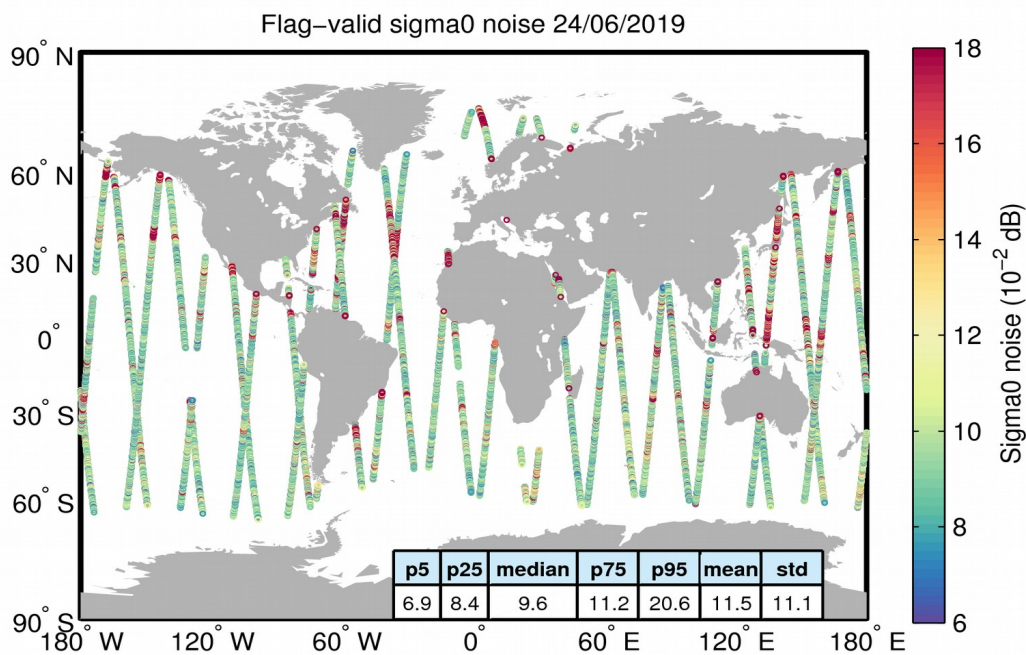 Flag−valid sigma0 noise 24/06/2019
90° N
60° N
30° N
0°
30° S
60° S
90° S
180° W
120° W
60° W
0°
60° E
120° E
180° E
p5 p25 median p75 p95 mean std
6.9 8.4 9.6 11.2 20.6 11.5 11.1
18
16
14
12
10
8
6
Sigma0 noise (10⁻² dB)